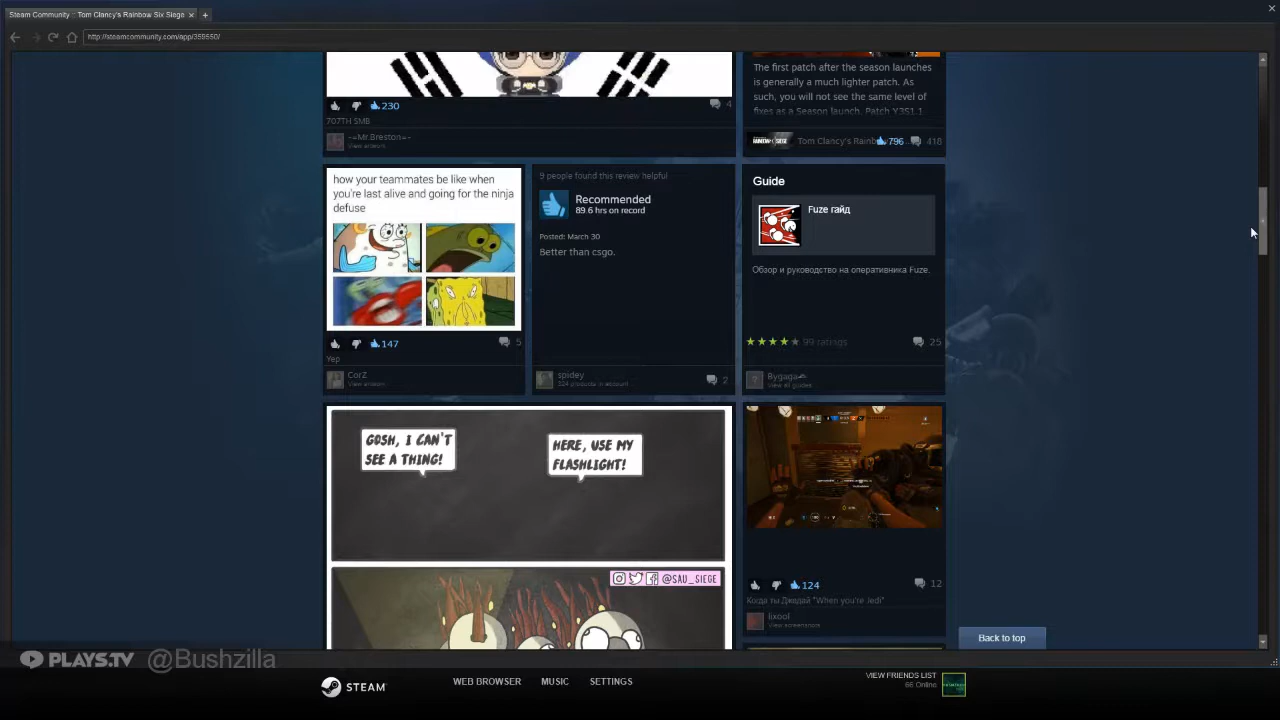 Steam Community :: Tom Clancy's Rainbow Six Siege
http://steamcommunity.com/app/359550/
230
4
707TH SMB
-=Mr.Breston=-
The first patch after the season launches
is generally a much lighter patch. As
such, you will not see the same level of
fixes as a Season launch. Patch Y3S1.1
Tom Clancy's Rainbow
796
418
how your teammates be like when
you're last alive and going for the ninja
defuse
147
5
Yep
CorZ
9 people found this review helpful
Recommended
89.6 hrs on record
Posted: March 30
Better than csgo.
spidey
324 products in account
2
Guide
Fuze гайд
Обзор и руководство на оперативника Fuze.
99 ratings
25
Bygaga
View all guides
GOSH, I CAN'T
SEE A THING!
HERE, USE MY
FLASHLIGHT!
@SAU_SIEGE
124
12
Когда ты Джедай "When you're Jedi"
lixool
View screenshots
Back to top
PLAYS.TV @Bushzilla
STEAM
WEB BROWSER
MUSIC
SETTINGS
VIEW FRIENDS LIST
66 Online